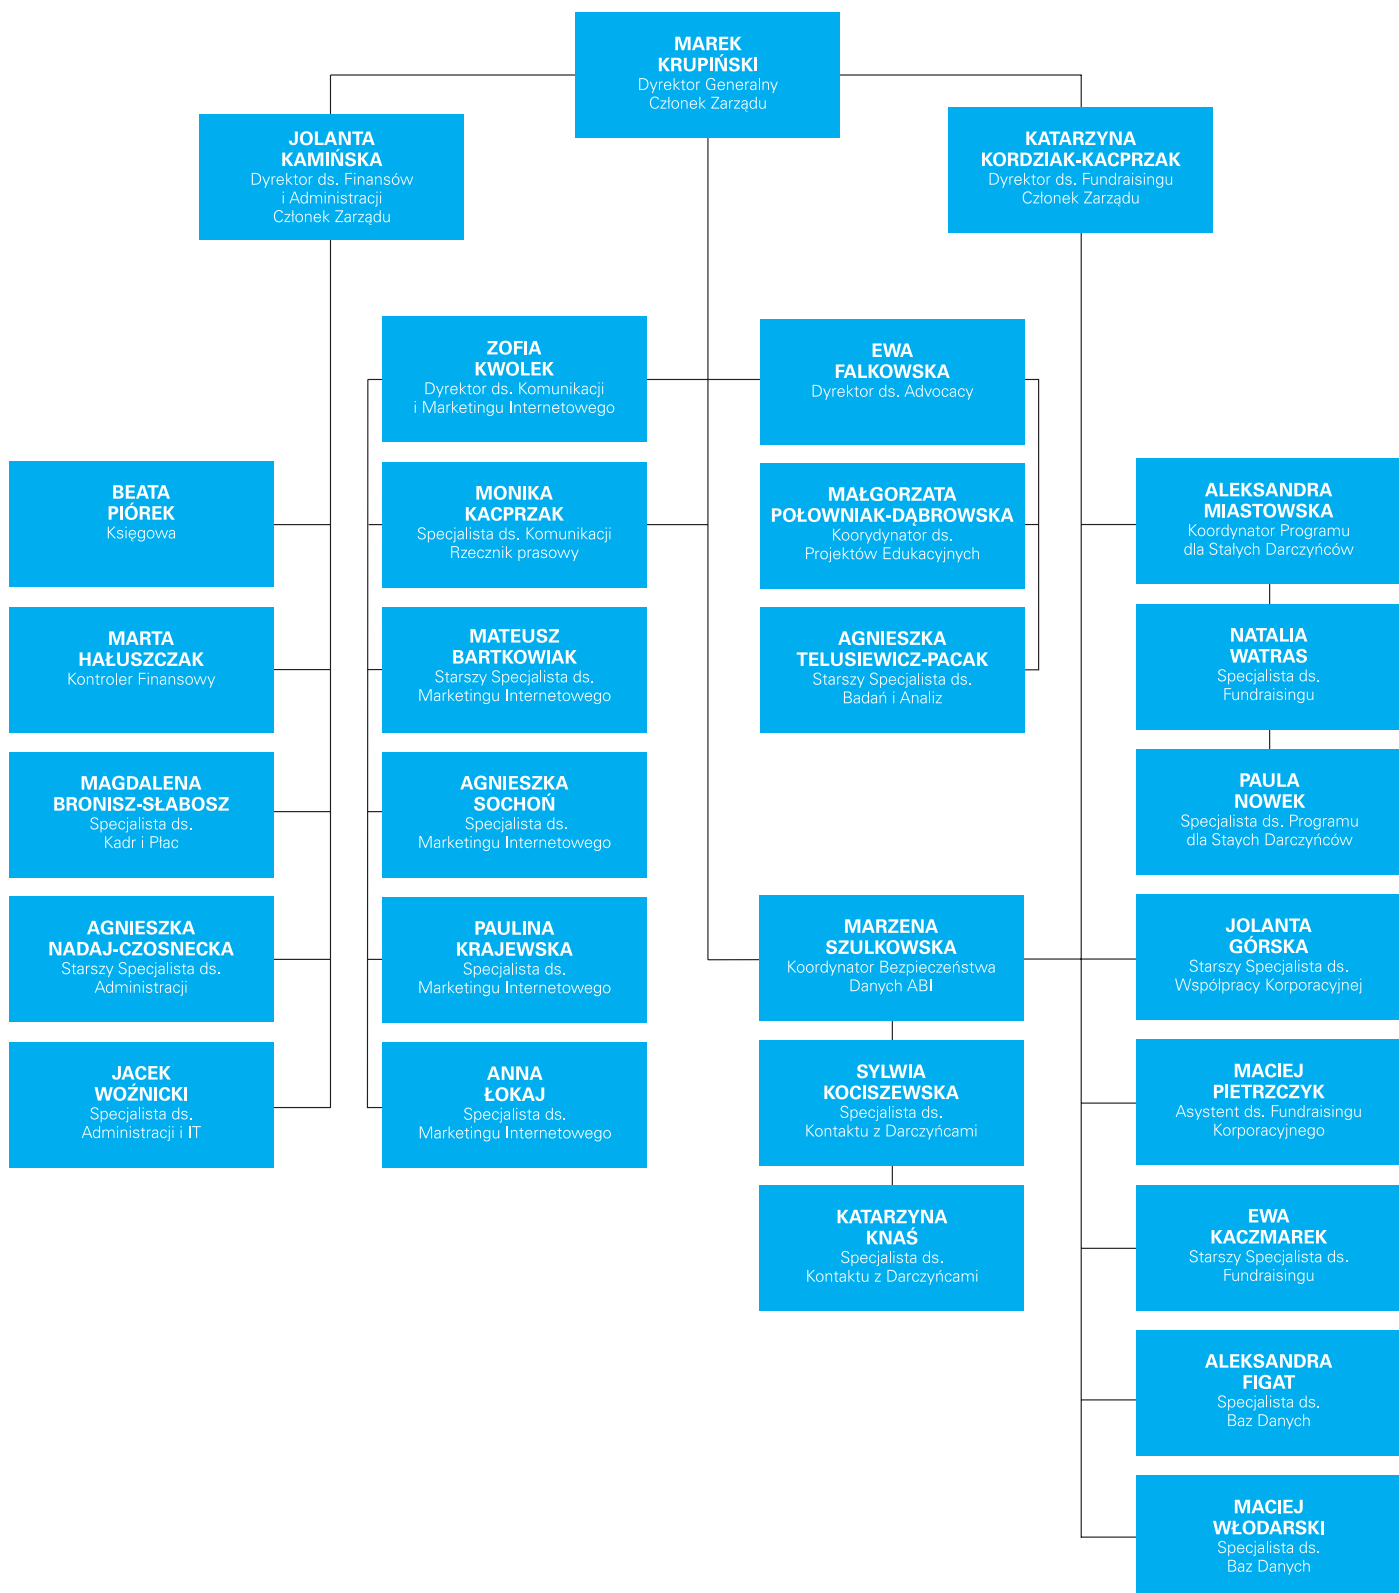 MAREK
KRUPIŃSKI
Dyrektor Generalny
Członek Zarządu
JOLANTA
KAMIŃSKA
Dyrektor ds. Finansów
i Administracji
Członek Zarządu
KATARZYNA
KORDZIAK-KACPRZAK
Dyrektor ds. Fundraisingu
Członek Zarządu
ZOFIA
KWOLEK
Dyrektor ds. Komunikacji
i Marketingu Internetowego
EWA
FALKOWSKA
Dyrektor ds. Advocacy
BEATA
PIÓREK
Księgowa
MONIKA
KACPRZAK
Specjalista ds. Komunikacji
Rzecznik prasowy
MAŁGORZATA
POŁOWNIAK-DĄBROWSKA
Koorydynator ds.
Projektów Edukacyjnych
ALEKSANDRA
MIASTOWSKA
Koordynator Programu
dla Stałych Darczyńców
MARTA
HAŁUSZCZAK
Kontroler Finansowy
MATEUSZ
BARTKOWIAK
Starszy Specjalista ds.
Marketingu Internetowego
AGNIESZKA
TELUSIEWICZ-PACAK
Starszy Specjalista ds.
Badań i Analiz
NATALIA
WATRAS
Specjalista ds.
Fundraisingu
MAGDALENA
BRONISZ-SŁABOSZ
Specjalista ds.
Kadr i Płac
AGNIESZKA
SOCHOŃ
Specjalista ds.
Marketingu Internetowego
PAULA
NOWEK
Specjalista ds. Programu
dla Staych Darczyńców
AGNIESZKA
NADAJ-CZOSNECKA
Starszy Specjalista ds.
Administracji
PAULINA
KRAJEWSKA
Specjalista ds.
Marketingu Internetowego
MARZENA
SZULKOWSKA
Koordynator Bezpieczeństwa
Danych ABI
JOLANTA
GÓRSKA
Starszy Specjalista ds.
Współpracy Korporacyjnej
JACEK
WOŹNICKI
Specjalista ds.
Administracji i IT
ANNA
ŁOKAJ
Specjalista ds.
Marketingu Internetowego
SYLWIA
KOCISZEWSKA
Specjalista ds.
Kontaktu z Darczyńcami
MACIEJ
PIETRZCZYK
Asystent ds. Fundraisingu
Korporacyjnego
KATARZYNA
KNAŚ
Specjalista ds.
Kontaktu z Darczyńcami
EWA
KACZMAREK
Starszy Specjalista ds.
Fundraisingu
ALEKSANDRA
FIGAT
Specjalista ds.
Baz Danych
MACIEJ
WŁODARSKI
Specjalista ds.
Baz Danych